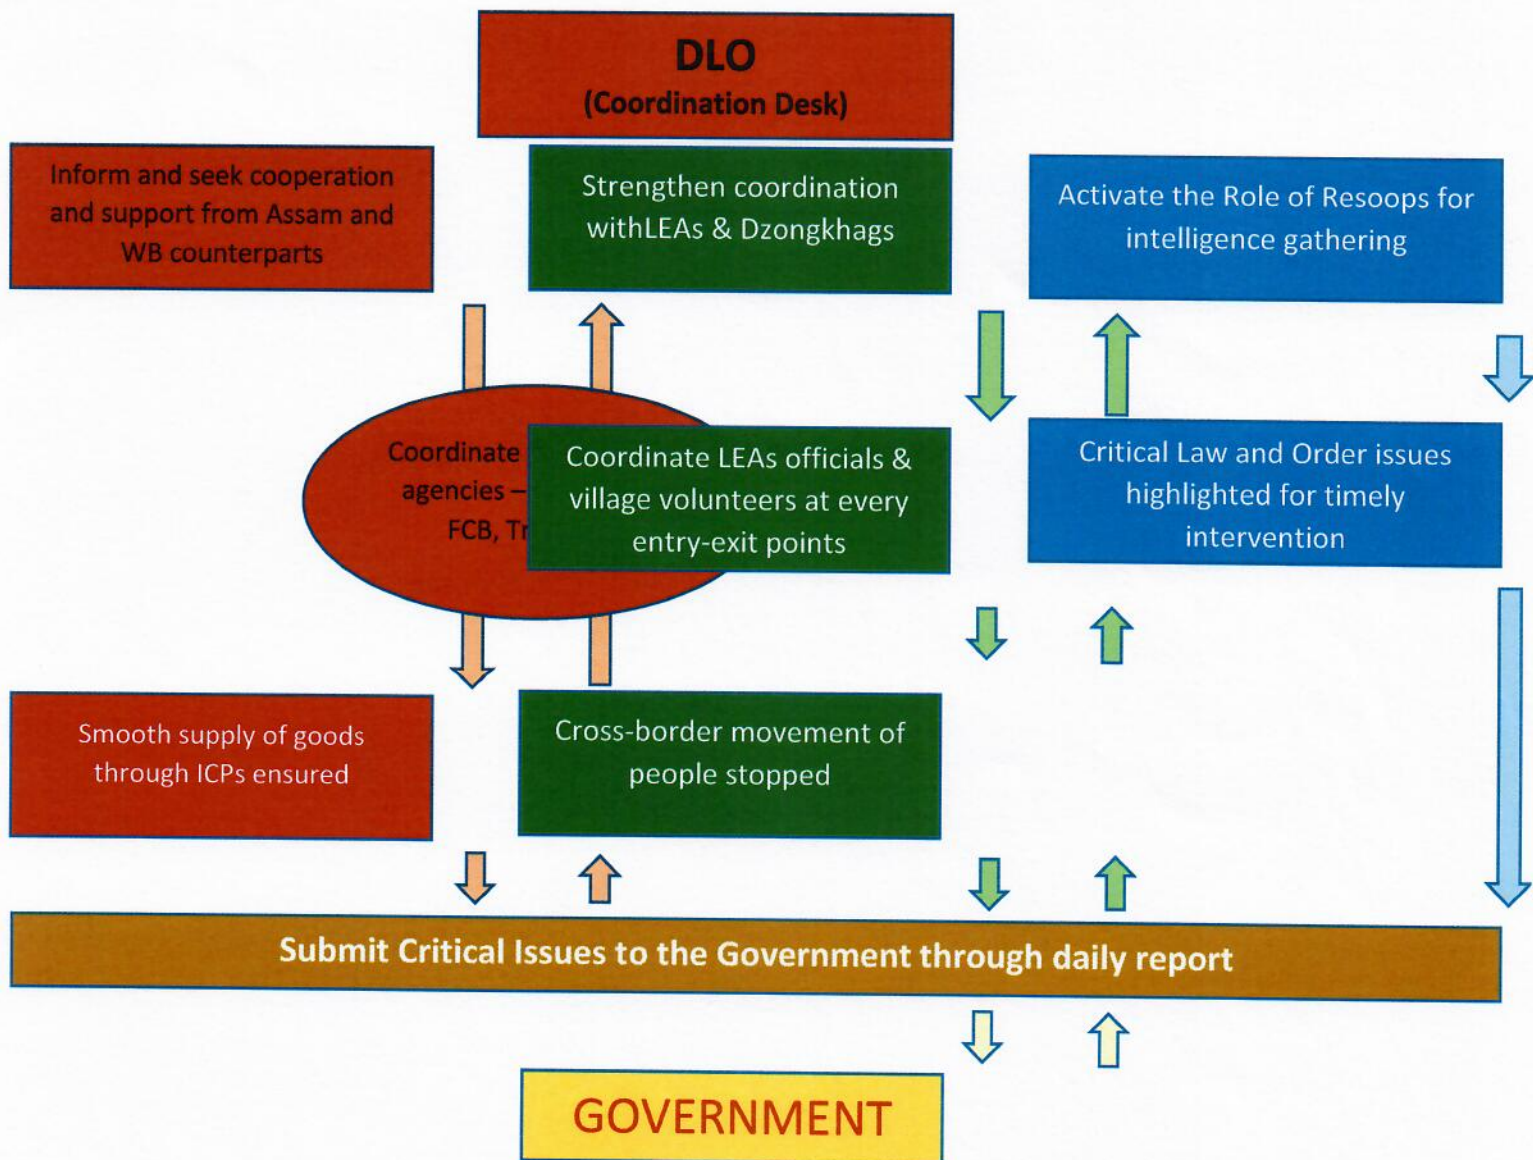 DLO
(Coordination Desk)
Inform and seek cooperation
and support from Assam and
WB counterparts
Strengthen coordination
withLEAs & Dzongkhags
Activate the Role of Resoops for
intelligence gathering
Coordinate
agencies –
FCB,
Coordinate LEAs officials &
village volunteers at every
entry-exit points
Critical Law and Order issues
highlighted for timely
intervention
Smooth supply of goods
through ICPs ensured
Cross-border movement of
people stopped
Submit Critical Issues to the Government through daily report
GOVERNMENT